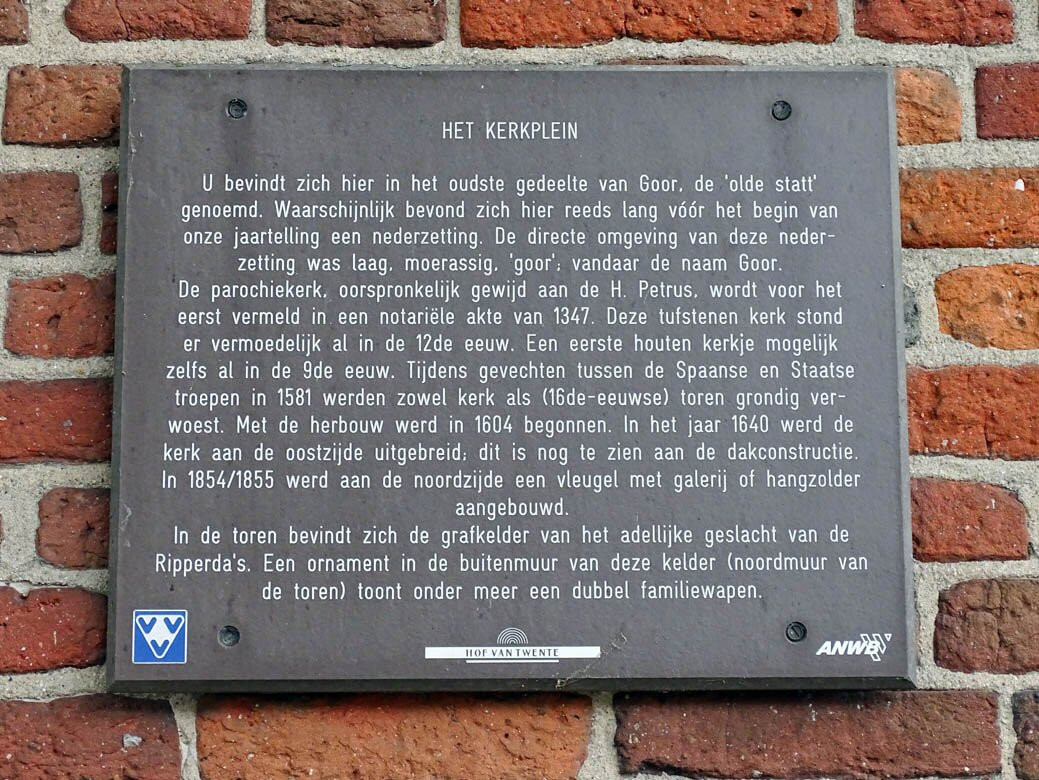 HET KERKPLEIN
U bevindt zich hier in het oudste gedeelte van Goor, de 'olde statt'
genoemd. Waarschijnlijk bevond zich hier reeds lang vóór het begin van
onze jaartelling een nederzetting. De directe omgeving van deze neder-
zetting was laag, moerassig, 'goor'; vandaar de naam Goor.
De parochiekerk, oorspronkelijk gewijd aan de H. Petrus, wordt voor het
eerst vermeld in een notariële akte van 1347. Deze tufstenen kerk stond
er vermoedelijk al in de 12de eeuw. Een eerste houten kerkje mogelijk
zelfs al in de 9de eeuw. Tijdens gevechten tussen de Spaanse en Staatse
troepen in 1581 werden zowel kerk als (16de-eeuwse) toren grondig ver-
woest. Met de herbouw werd in 1604 begonnen. In het jaar 1640 werd de
kerk aan de oostzijde uitgebreid; dit is nog te zien aan de dakconstructie.
In 1854/1855 werd aan de noordzijde een vleugel met galerij of hangzolder
aangebouwd.
In de toren bevindt zich de grafkelder van het adellijke geslacht van de
Ripperda's. Een ornament in de buitenmuur van deze kelder (noordmuur van
de toren) toont onder meer een dubbel familiewapen.
HOF VAN TWENTE
ANWB